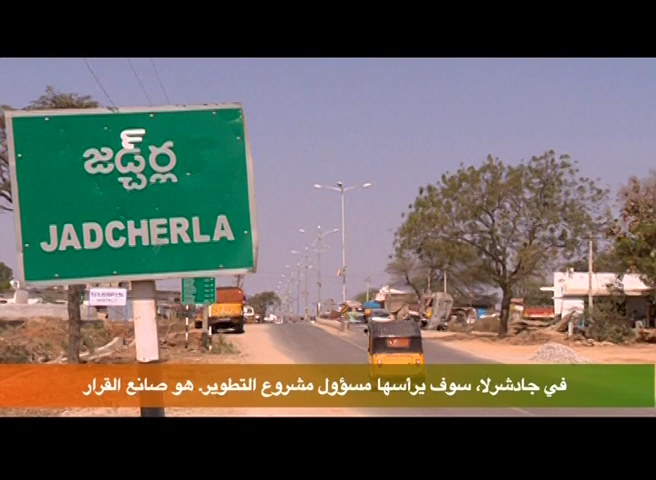 జడ్చర్ల
JADCHERLA
في جادشرلا، سوف يرأسها مسؤول مشروع التطوير. هو صانع القرار